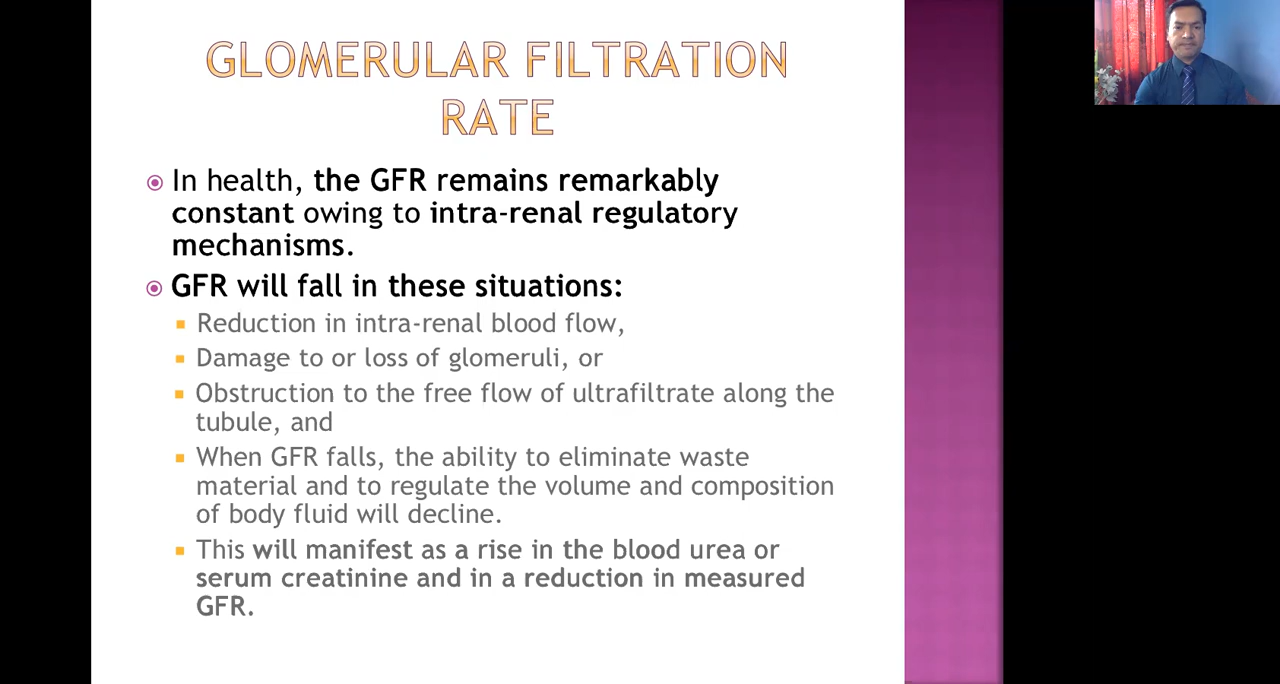 GLOMERULAR FILTRATION
RATE
In health, the GFR remains remarkably
constant owing to intra-renal regulatory
mechanisms.
GFR will fall in these situations:
Reduction in intra-renal blood flow,
Damage to or loss of glomeruli, or
Obstruction to the free flow of ultrafiltrate along the
tubule, and
When GFR falls, the ability to eliminate waste
material and to regulate the volume and composition
of body fluid will decline.
This will manifest as a rise in the blood urea or
serum creatinine and in a reduction in measured
GFR.